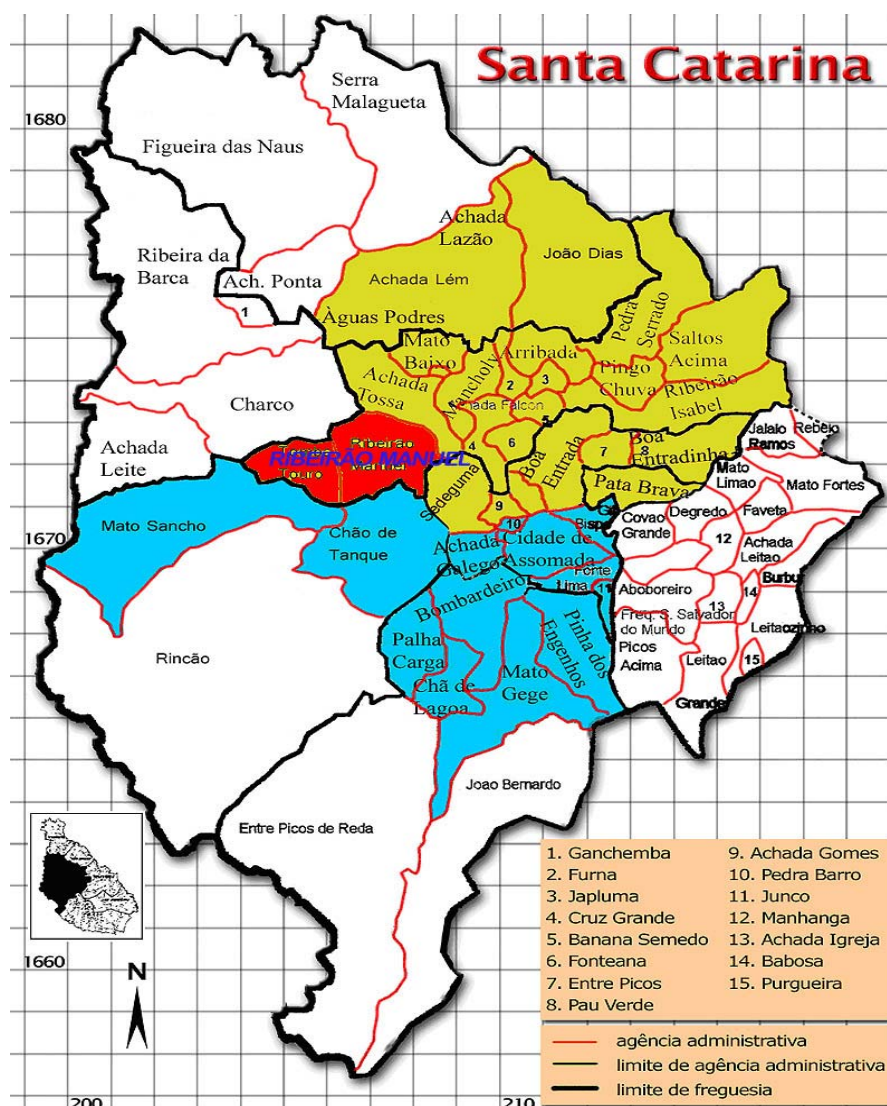 Santa Catarina
Serra
Malagueta
1680
Figueira das Naus
Achada
Lazão
Ribeira da
Barca
João Dias
Ach. Ponta
Achada Lém
1
Àguas Podres
Pedra
Serrado
Mato
Baixo
Mancholy
Arribada
Saltos
Acima
Achada
Tossa
2
3
Pingo
Chuva
Ribeirão
Isabel
Charco
Falcon
5
Achada
Leite
4
6
Boa
Entrada
7
8
Boa
Entradinha
Jalalo
Ramos
Rebelo
RIBEIRÃO MANUEL
Ribeirão
Sedeguma
Pata Brava
Mato
Limao
Mato Fortes
9
Mato Sancho
Chão de
Tanque
10
Covao
Grande
Degredo
Faveta
1670
Achada
Galego
Cidade de
Assomada
12
Achada
Leitao
Fonte
Lima
11
Bombardeiro
Aboboreiro
14
13
Freq. S. Salvador
do Mundo
Picos
Acima
Rincão
Palha
Carga
Pinha dos
Engenhos
Leitao
15
Chã de
Lagoa
Mato
Gege
Grande
Joao Bernardo
Entre Picos de Reda
1. Ganchemba
2. Furna
3. Japluma
4. Cruz Grande
5. Banana Semedo
6. Fonteana
7. Entre Picos
8. Pau Verde
9. Achada Gomes
10. Pedra Barro
11. Junco
12. Manhanga
13. Achada Igreja
14. Babosa
15. Purgueira
1660
N
agência administrativa
limite de agência administrativa
limite de freguesia
200
210